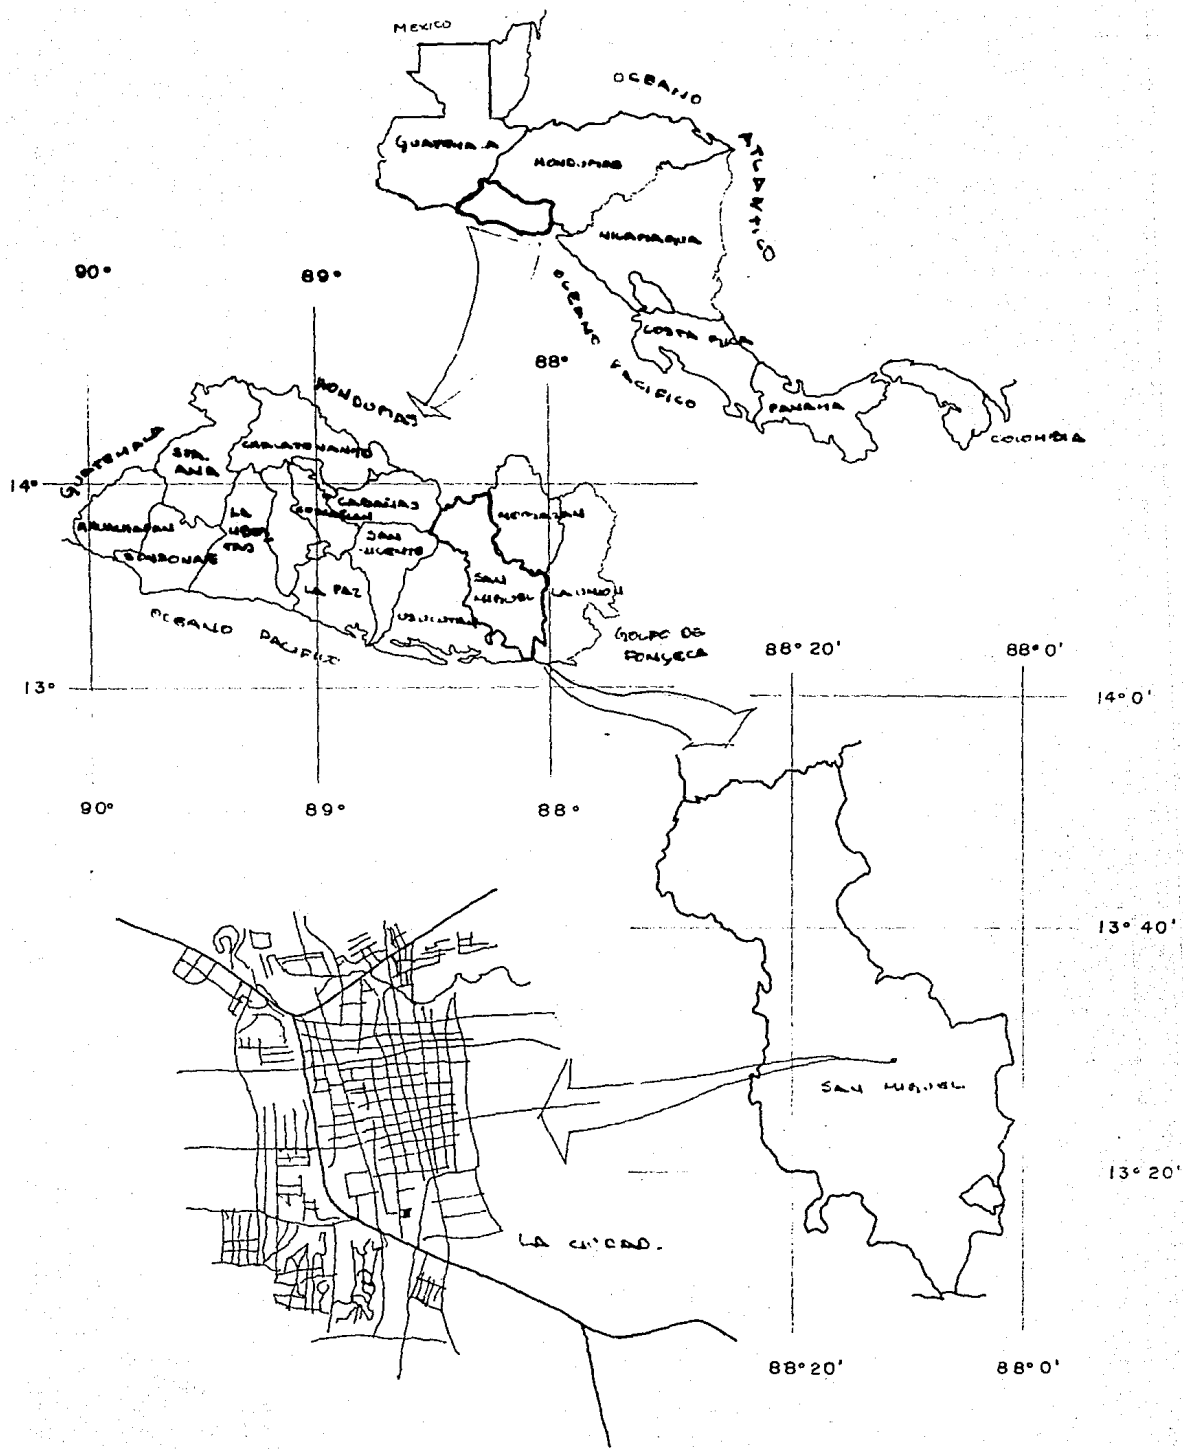 MEXICO
OCEANO
ATLANTICO
GUATEMALA
HONDURAS
NICARAGUA
90°
89°
OCEANO PACIFICO
COSTA RICA
88°
PANAMA
COLOMBIA
HONDURAS
GUATEMALA
STA. ANA
CHALATENANGO
14°
CABAÑAS
MORAZAN
AHUACHAPAN
LA LIBERTAD
SAN VICENTE
SONSONATE
LA PAZ
SAN MIGUEL
LA UNION
USULUTAN
OCEANO PACIFICO
GOLFO DE FONSECA
88° 20'
88° 0'
13°
14° 0'
90°
89°
88°
13° 40'
SAN MIGUEL
13° 20'
LA CIUDAD.
88° 20'
88° 0'